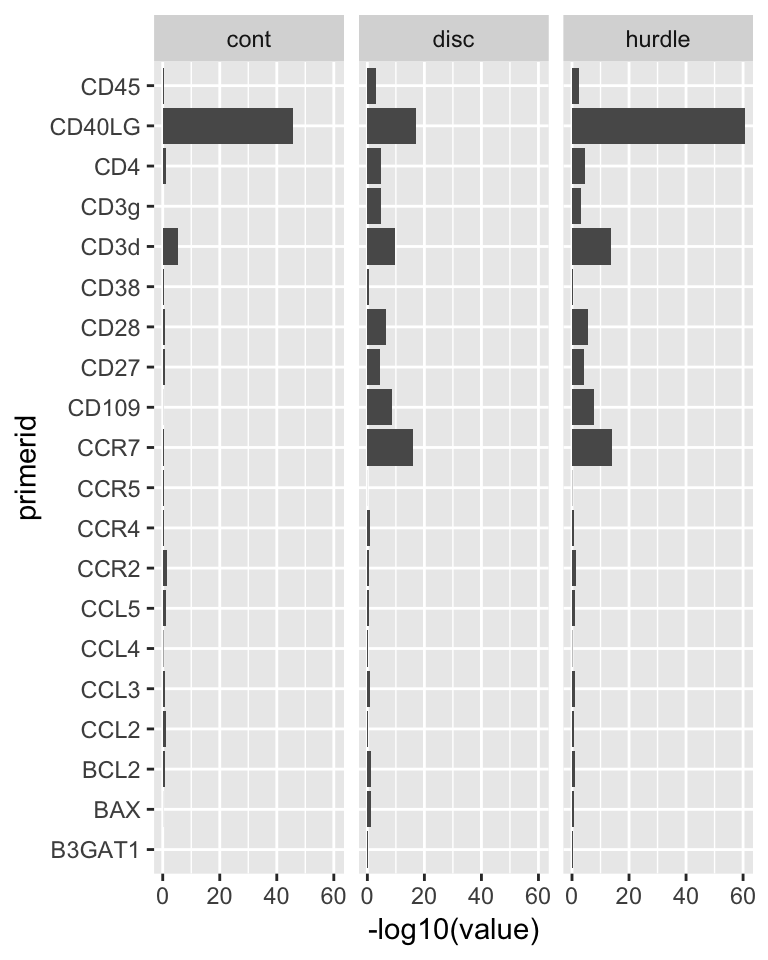 cont disc hurdle
CD45
CD40LG
CD4
CD3g
CD3d
CD38
CD28
CD27
CD109
CCR7
CCR5
CCR4
CCR2
CCL5
CCL4
CCL3
CCL2
BCL2
BAX
B3GAT1
primerid
0 20 40 60 0 20 40 60 0 20 40 60
-log10(value)